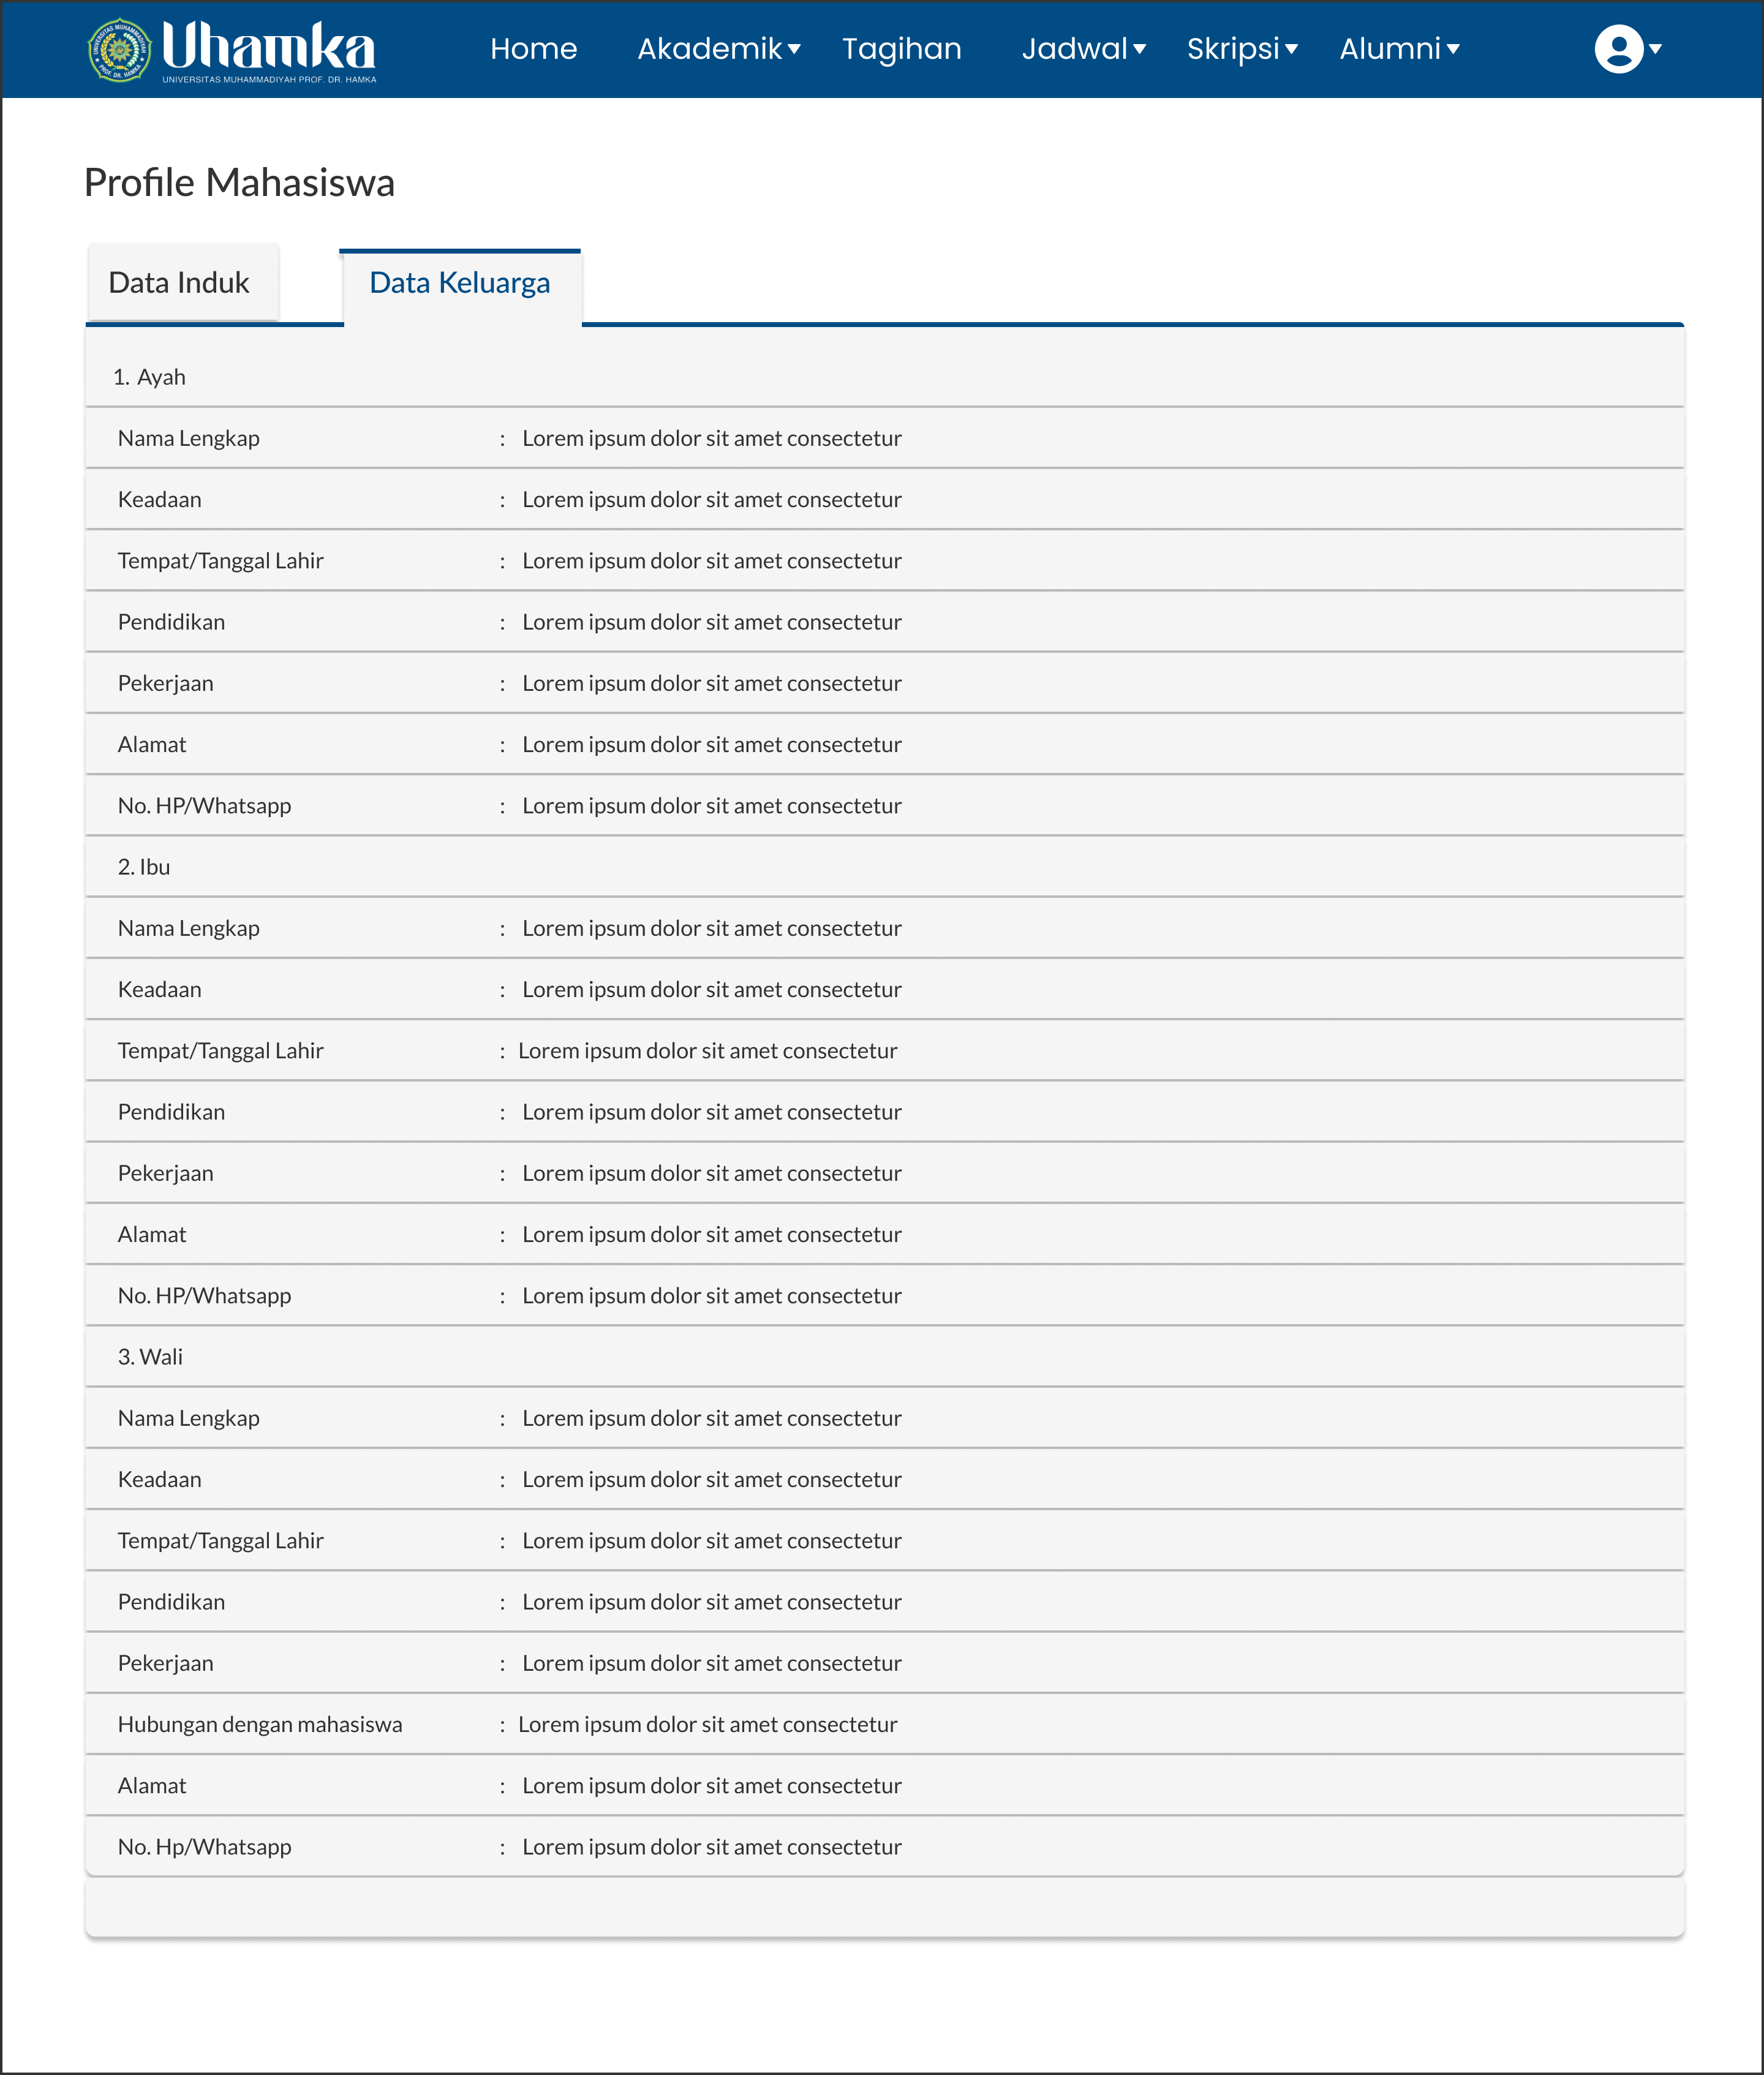 Uhamka
UNIVERSITAS MUHAMMADIYAH PROF. DR. HAMKA
UNIVERSITAS MUHAMMADIYAH
PROF. DR. HAMKA
Home Akademik Tagihan Jadwal Skripsi Alumni
Profile Mahasiswa
Data Induk Data Keluarga
1. Ayah
Nama Lengkap : Lorem ipsum dolor sit amet consectetur
Keadaan : Lorem ipsum dolor sit amet consectetur
Tempat/Tanggal Lahir : Lorem ipsum dolor sit amet consectetur
Pendidikan : Lorem ipsum dolor sit amet consectetur
Pekerjaan : Lorem ipsum dolor sit amet consectetur
Alamat : Lorem ipsum dolor sit amet consectetur
No. HP/Whatsapp : Lorem ipsum dolor sit amet consectetur
2. Ibu
Nama Lengkap : Lorem ipsum dolor sit amet consectetur
Keadaan : Lorem ipsum dolor sit amet consectetur
Tempat/Tanggal Lahir : Lorem ipsum dolor sit amet consectetur
Pendidikan : Lorem ipsum dolor sit amet consectetur
Pekerjaan : Lorem ipsum dolor sit amet consectetur
Alamat : Lorem ipsum dolor sit amet consectetur
No. HP/Whatsapp : Lorem ipsum dolor sit amet consectetur
3. Wali
Nama Lengkap : Lorem ipsum dolor sit amet consectetur
Keadaan : Lorem ipsum dolor sit amet consectetur
Tempat/Tanggal Lahir : Lorem ipsum dolor sit amet consectetur
Pendidikan : Lorem ipsum dolor sit amet consectetur
Pekerjaan : Lorem ipsum dolor sit amet consectetur
Hubungan dengan mahasiswa : Lorem ipsum dolor sit amet consectetur
Alamat : Lorem ipsum dolor sit amet consectetur
No. Hp/Whatsapp : Lorem ipsum dolor sit amet consectetur